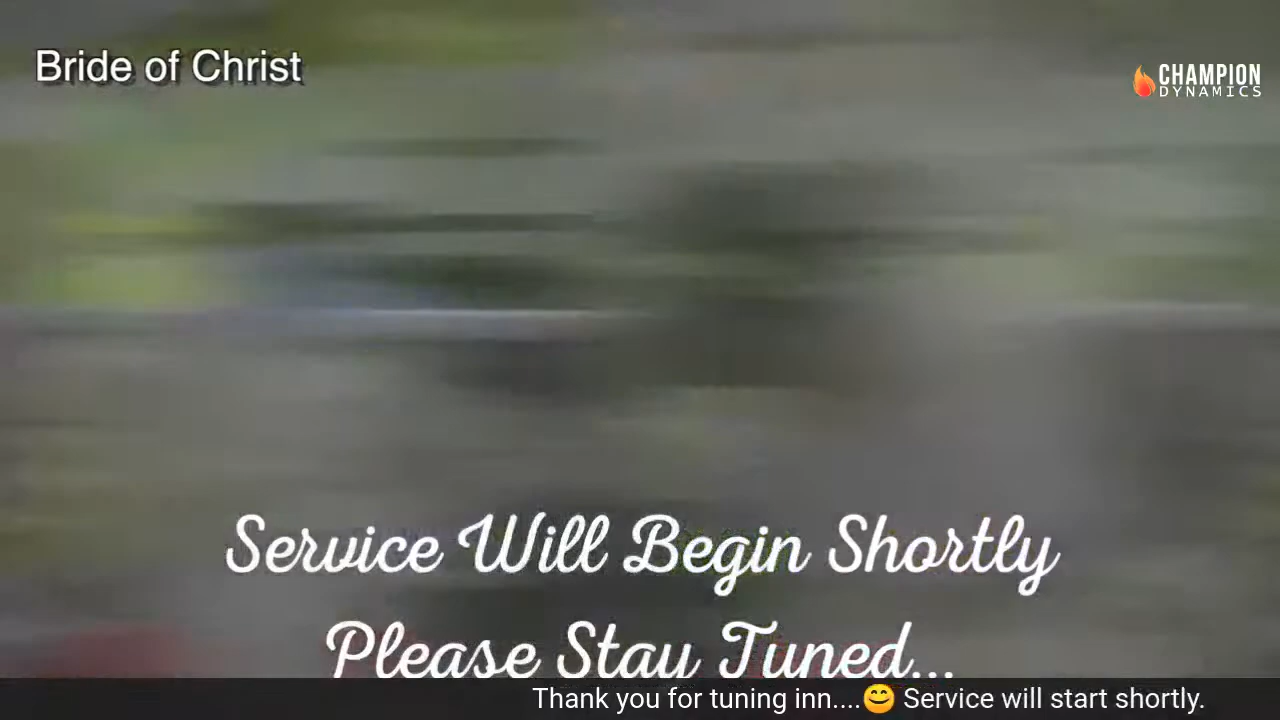 Bride of Christ
CHAMPION
DYNAMICS
Service Will Begin Shortly
Please Stay Tuned...
Thank you for tuning inn....😊 Service will start shortly.